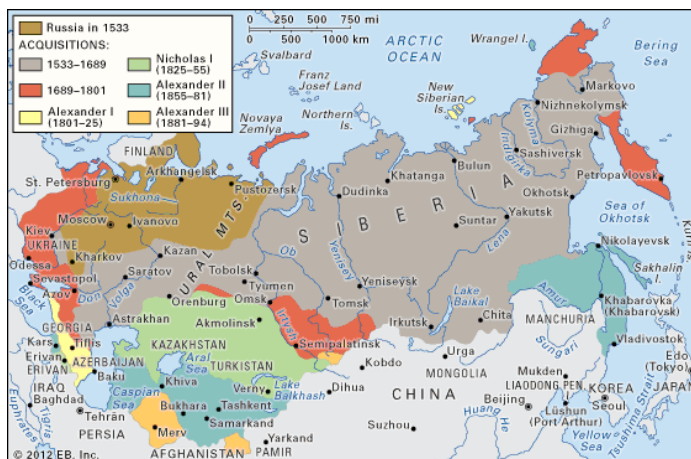 Russia in 1533
ACQUISITIONS:
1533–1689
1689–1801
Alexander I
(1801–25)
Nicholas I
(1825–55)
Alexander II
(1855–81)
Alexander III
(1881–94)
0 250 500 750 mi
0 500 1000 km
ARCTIC
OCEAN
Wrangel I.
Bering
Sea
Svalbard
Franz
Josef Land
New
Siberian
Is.
Northern
Is.
Novaya
Zemlya
Markovo
Nizhnekolymsk
Gizhiga
Kolyma
Indigirka
FINLAND
St. Petersburg
Arkhangelsk
Pustozersk
Sukhona
Moscow
Ivanovo
Dudinka
Khatanga
Bulun
Sashiversk
Okhotsk
Petropavlovsk
Sea of
Okhotsk
SIBERIA
Suntar
Yakutsk
Lena
Nikolayevsk
Kiev
UKRAINE
Kharkov
Kazan
URAL MTS.
Ob
Yenisey
Yeniseysk
Odessa
Sevastopol
Azov
Don
Volga
Saratov
Tobolsk
Tyumen
Omsk
Tomsk
Lake
Baikal
Amur
Sakhalin
I.
Khabarovka
(Khabarovsk)
Black
Sea
Orenburg
Irtysh
Irkutsk
Chita
MANCHURIA
Astrakhan
Akmolinsk
Semipalatinsk
GEORGIA
Kars
Tiflis
Erivan
ERIVAN
AZERBAIJAN
Baku
KAZAKHSTAN
Aral
Sea
TURKISTAN
Kobdo
Urga
MONGOLIA
Sungari
Vladivostok
IRAQ
Baghdad
Euphrates
Tigris
Caspian
Sea
Khiva
Verny
Lake
Balkhash
Dihua
CHINA
Mukden
LIAODONG PEN.
KOREA
Seoul
Edo
(Tokyo)
JAPAN
Tehrān
PERSIA
Bukhara
Tashkent
Samarkand
Merv
Yarkand
Suzhou
Huang He
Beijing
Lüshun
(Port Arthur)
Yellow
Sea
Tsushima Strait
AFGHANISTAN
PAMIR
© 2012 EB, Inc.